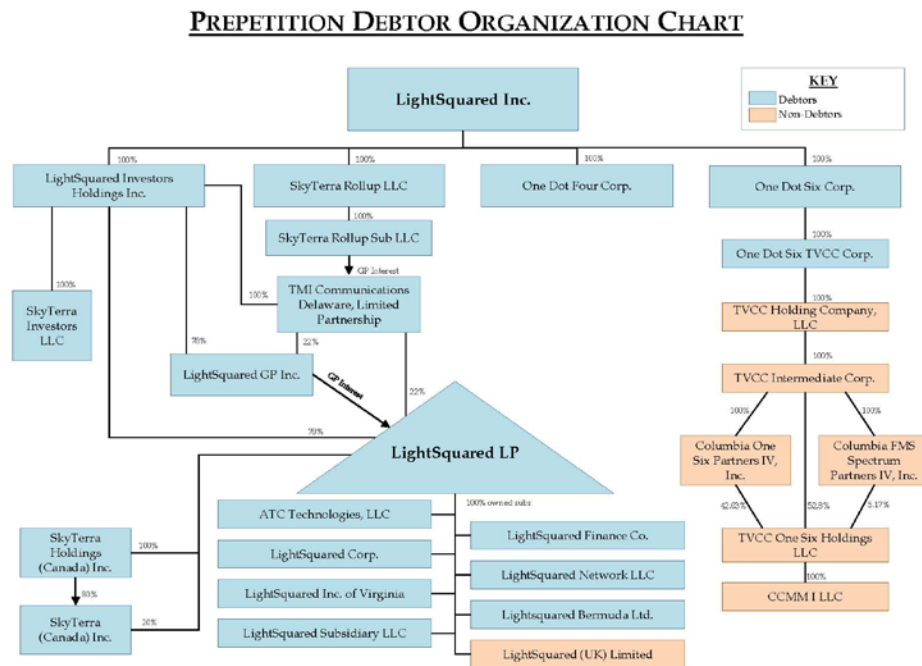 PREPETITION DEBTOR ORGANIZATION CHART
KEY
Debtors
Non-Debtors
LightSquared Inc.
100%
100%
100%
100%
LightSquared Investors
Holdings Inc.
SkyTerra Rollup LLC
One Dot Four Corp.
One Dot Six Corp.
100%
100%
SkyTerra Rollup Sub LLC
One Dot Six TVCC Corp.
GP Interest
100%
100%
100%
SkyTerra
Investors
LLC
TMI Communications
Delaware, Limited
Partnership
TVCC Holding Company,
LLC
78%
22%
100%
LightSquared GP Inc.
GP Interest
22%
TVCC Intermediate Corp.
100%
100%
78%
LightSquared LP
Columbia One
Six Partners IV,
Inc.
Columbia FMS
Spectrum
Partners IV, Inc.
100% owned subs
42.03%
52.8%
5.17%
ATC Technologies, LLC
LightSquared Finance Co.
TVCC One Six Holdings
LLC
SkyTerra
Holdings
(Canada) Inc.
100%
LightSquared Corp.
LightSquared Network LLC
100%
CCMM I LLC
80%
LightSquared Inc. of Virginia
Lightsquared Bermuda Ltd.
SkyTerra
(Canada) Inc.
20%
LightSquared Subsidiary LLC
LightSquared (UK) Limited